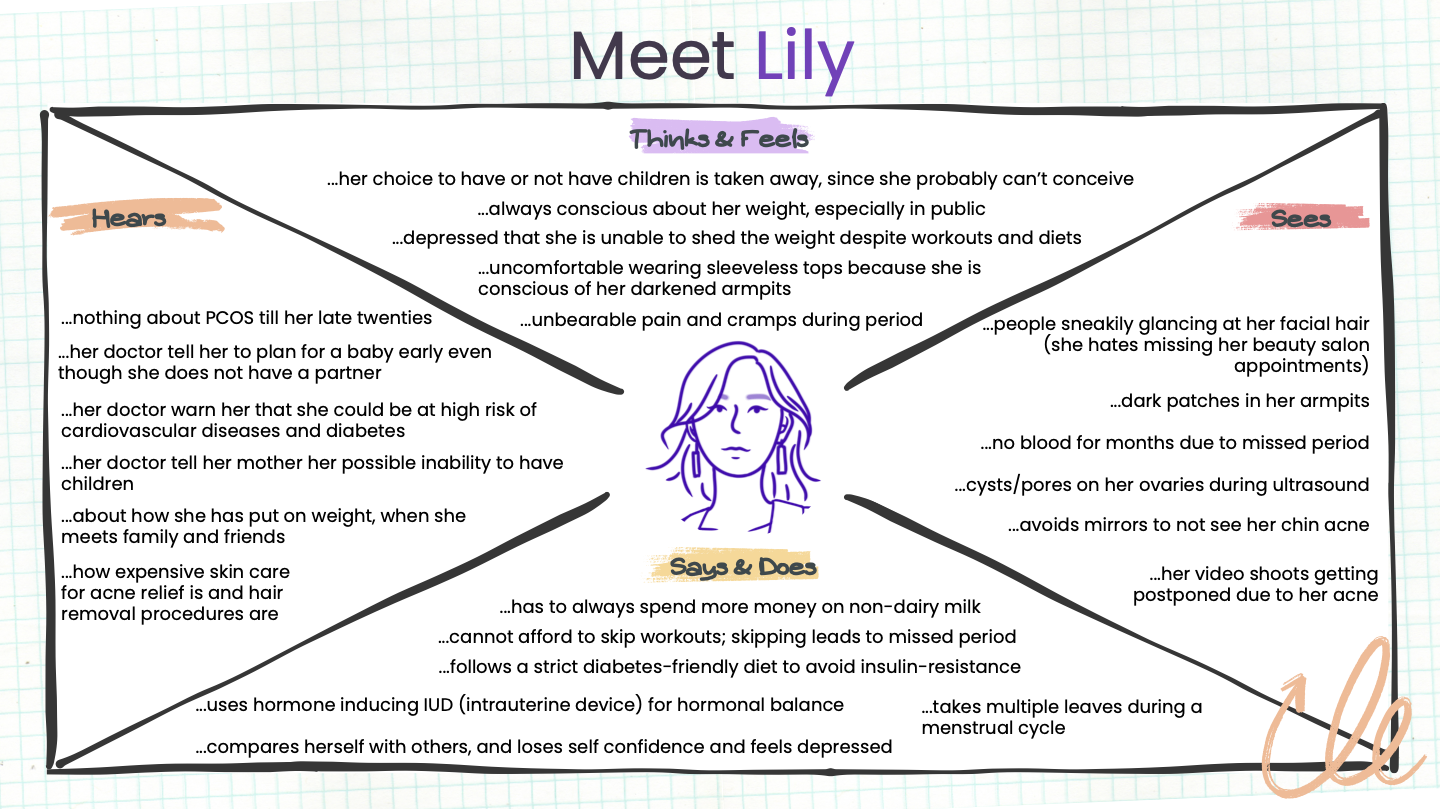 Meet Lily
Thinks & Feels
...her choice to have or not have children is taken away, since she probably can't conceive
...always conscious about her weight, especially in public
...depressed that she is unable to shed the weight despite workouts and diets
...uncomfortable wearing sleeveless tops because she is
conscious of her darkened armpits
...unbearable pain and cramps during period
Hears
...nothing about PCOS till her late twenties
...her doctor tell her to plan for a baby early even
though she does not have a partner
...her doctor warn her that she could be at high risk of
cardiovascular diseases and diabetes
...her doctor tell her mother her possible inability to have
children
...about how she has put on weight, when she
meets family and friends
...how expensive skin care
for acne relief is and hair
removal procedures are
Sees
...people sneakily glancing at her facial hair
(she hates missing her beauty salon
appointments)
...dark patches in her armpits
...no blood for months due to missed period
...cysts/pores on her ovaries during ultrasound
...avoids mirrors to not see her chin acne
...her video shoots getting
postponed due to her acne
Says & Does
...has to always spend more money on non-dairy milk
...cannot afford to skip workouts; skipping leads to missed period
...follows a strict diabetes-friendly diet to avoid insulin-resistance
...uses hormone inducing IUD (intrauterine device) for hormonal balance
...takes multiple leaves during a
menstrual cycle
...compares herself with others, and loses self confidence and feels depressed